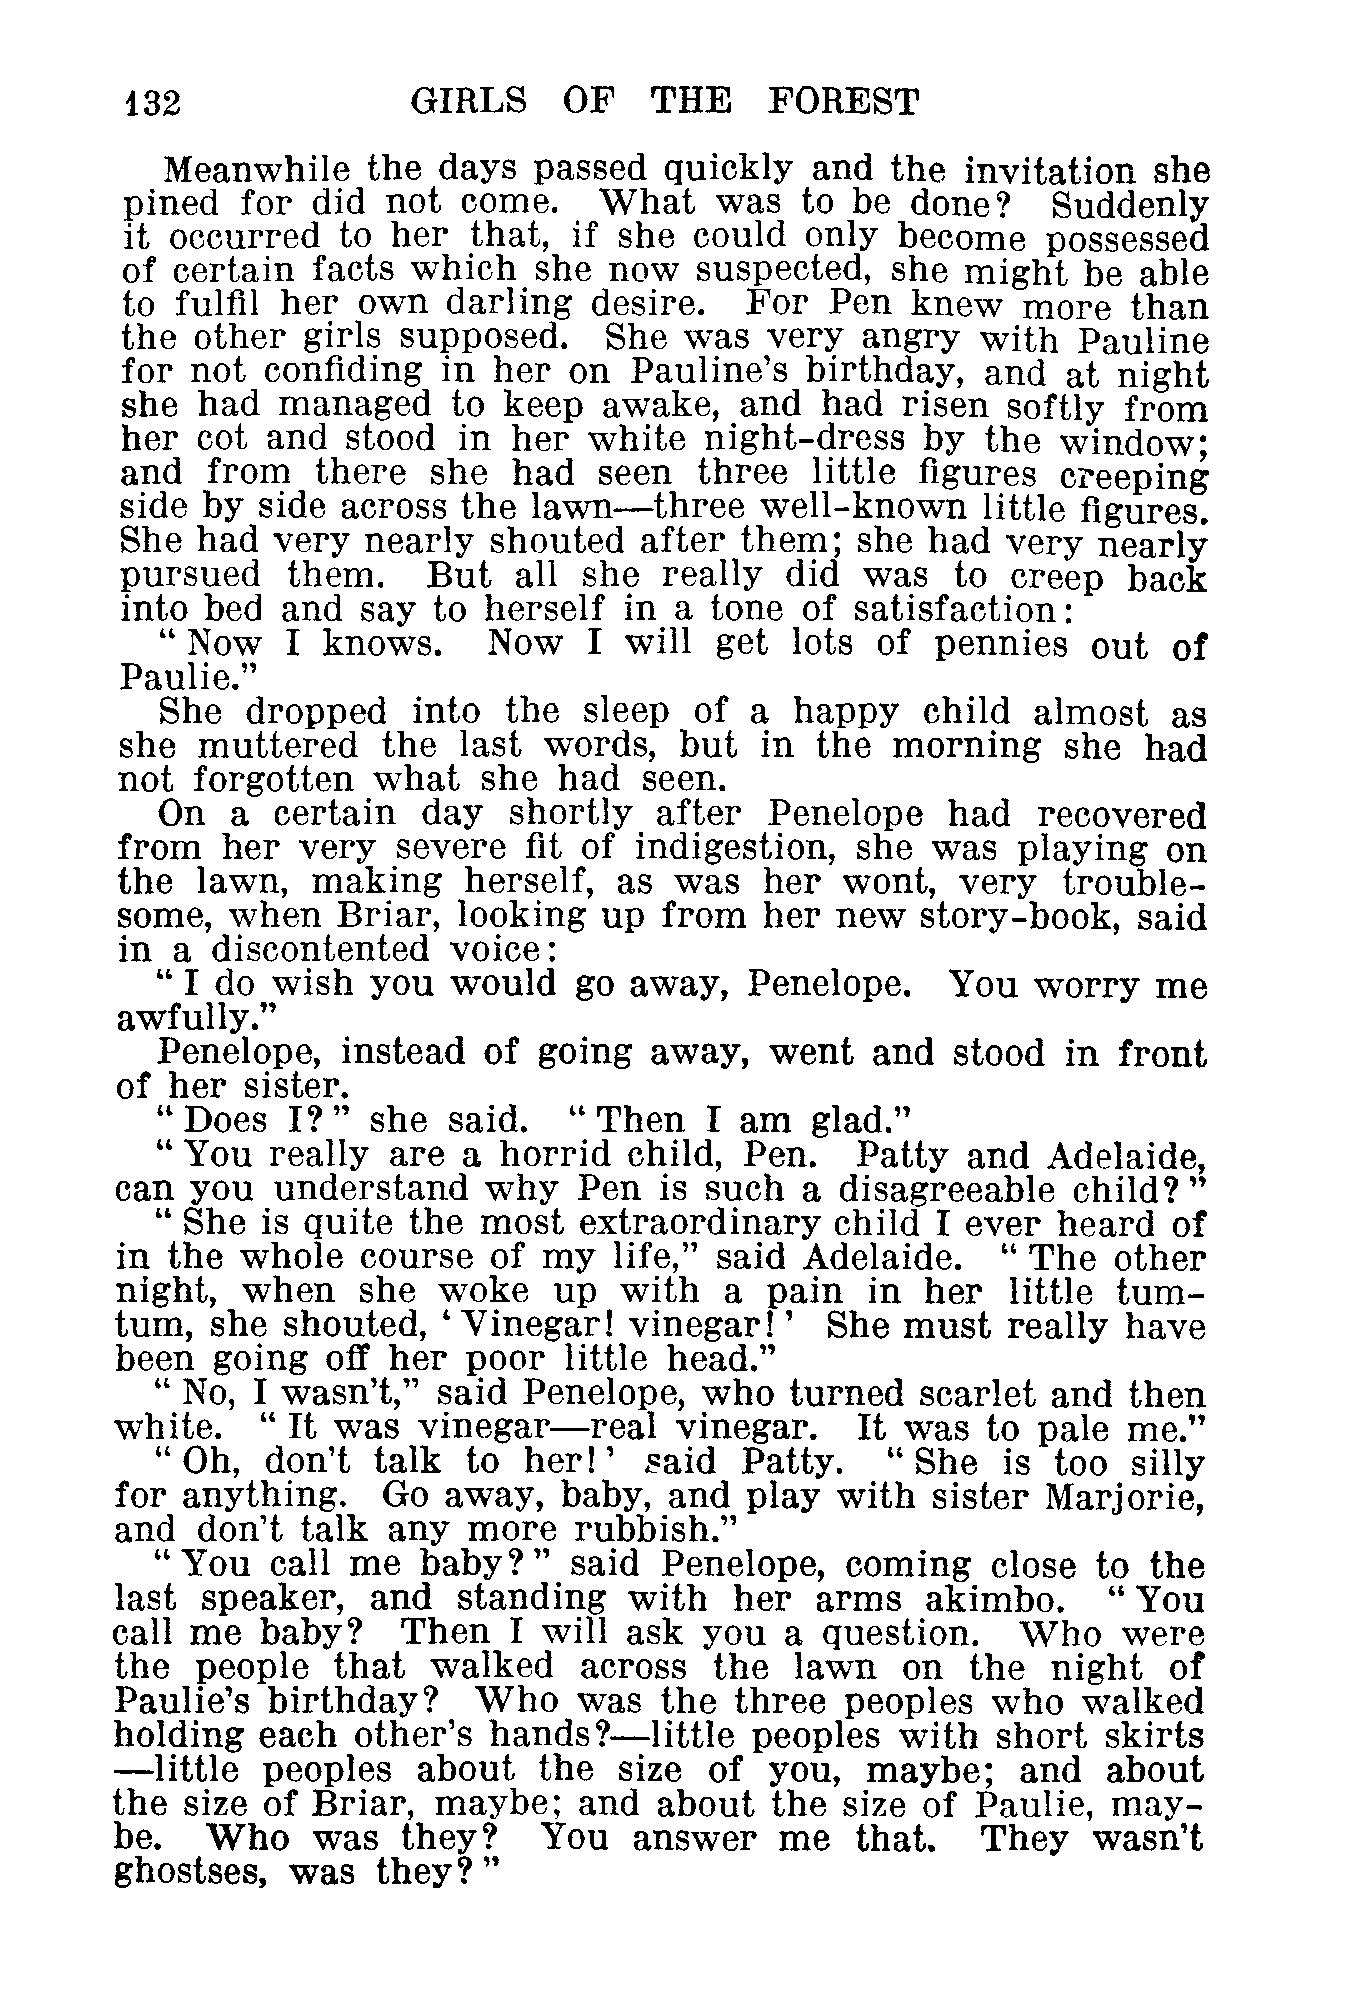 132 GIRLS OF THE FOREST
Meanwhile the days passed quickly and the invitation she
pined for did not come. What was to be done? Suddenly
it occurred to her that, if she could only become possessed
of certain facts which she now suspected, she might be able
to fulfil her own darling desire. For Pen knew more than
the other girls supposed. She was very angry with Pauline
for not confiding in her on Pauline's birthday, and at night
she had managed to keep awake, and had risen softly from
her cot and stood in her white night-dress by the window;
and from there she had seen three little figures creeping
side by side across the lawn—three well-known little figures.
She had very nearly shouted after them; she had very nearly
pursued them. But all she really did was to creep back
into bed and say to herself in a tone of satisfaction:
“Now I knows. Now I will get lots of pennies out of
Paulie.”
She dropped into the sleep of a happy child almost as
she muttered the last words, but in the morning she had
not forgotten what she had seen.
On a certain day shortly after Penelope had recovered
from her very severe fit of indigestion, she was playing on
the lawn, making herself, as was her wont, very trouble-
some, when Briar, looking up from her new story-book, said
in a discontented voice:
“I do wish you would go away, Penelope. You worry me
awfully.”
Penelope, instead of going away, went and stood in front
of her sister.
“Does I?” she said. “Then I am glad.”
“You really are a horrid child, Pen. Patty and Adelaide,
can you understand why Pen is such a disagreeable child?”
“She is quite the most extraordinary child I ever heard of
in the whole course of my life,” said Adelaide. “The other
night, when she woke up with a pain in her little tum-
tum, she shouted, ‘Vinegar! vinegar!’ She must really have
been going off her poor little head.”
“No, I wasn't,” said Penelope, who turned scarlet and then
white. “It was vinegar—real vinegar. It was to pale me.”
“Oh, don't talk to her!’ said Patty. “She is too silly
for anything. Go away, baby, and play with sister Marjorie,
and don't talk any more rubbish.”
“You call me baby?” said Penelope, coming close to the
last speaker, and standing with her arms akimbo. “You
call me baby? Then I will ask you a question. Who were
the people that walked across the lawn on the night of
Paulie's birthday? Who was the three peoples who walked
holding each other's hands?—little peoples with short skirts
—little peoples about the size of you, maybe; and about
the size of Briar, maybe; and about the size of Paulie, may-
be. Who was they? You answer me that. They wasn't
ghostses, was they?”